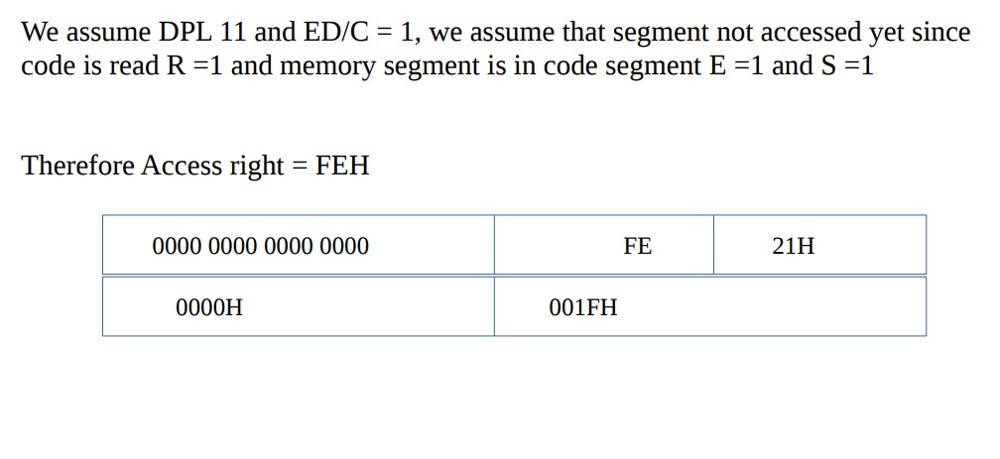 We assume DPL 11 and ED/C = 1, we assume that segment not accessed yet since
code is read R =1 and memory segment is in code segment E =1 and S =1
Therefore Access right = FEH
0000 0000 0000 0000 FE 21H
0000H 001FH